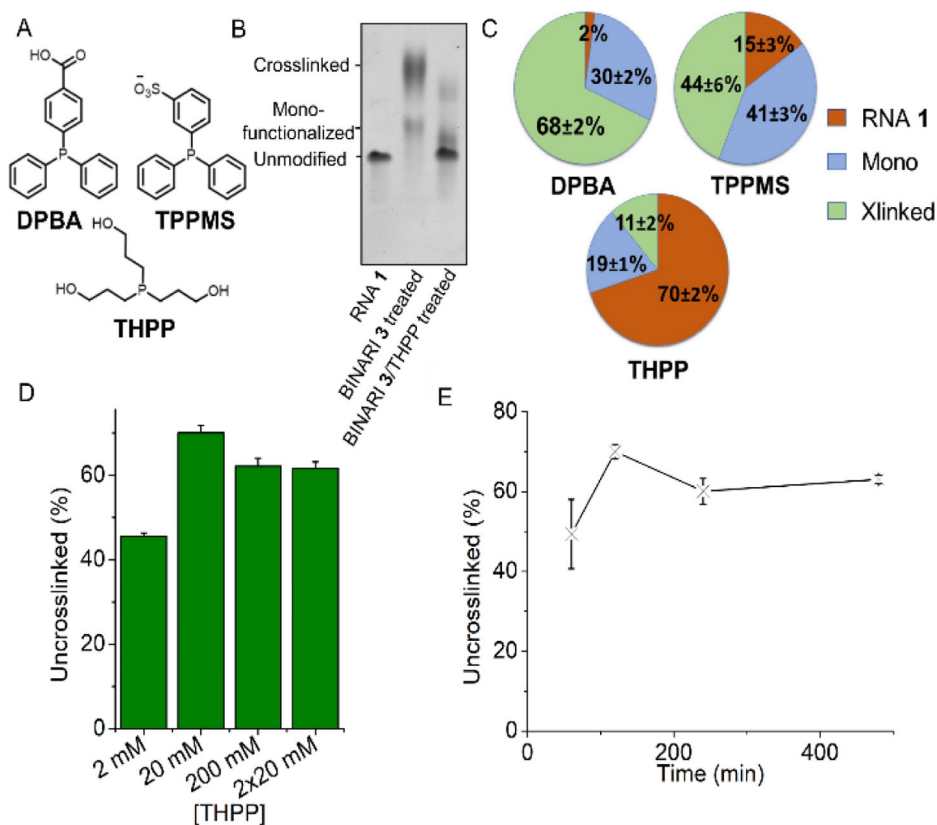 A
HO
O
P
DPBA
-
O₃S
P
TPPMS
HO
HO
P
OH
THPP
B
Crosslinked
Mono-
functionalized
Unmodified
RNA 1
BINARI 3 treated
BINARI 3/THPP treated
C
2%
30±2%
68±2%
DPBA
15±3%
44±6%
41±3%
TPPMS
RNA 1
Mono
Xlinked
11±2%
19±1%
70±2%
THPP
D
Uncrosslinked (%)
60
40
20
0
2 mM
20 mM
200 mM
2x20 mM
[THPP]
E
Uncrosslinked (%)
80
60
40
20
0
0
200
400
Time (min)